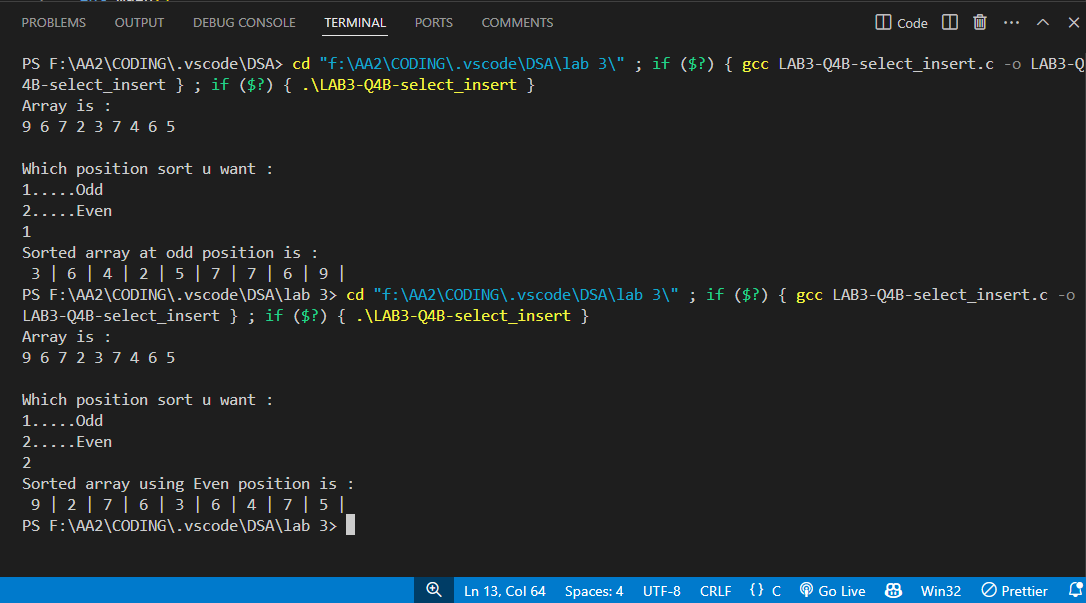 PROBLEMS OUTPUT DEBUG CONSOLE TERMINAL PORTS COMMENTS Code
PS F:\AA2\CODING\.vscode\DSA> cd "f:\AA2\CODING\.vscode\DSA\lab 3\" ; if ($?) { gcc LAB3-Q4B-select_insert.c -o LAB3-Q
4B-select_insert } ; if ($?) { .\LAB3-Q4B-select_insert }
Array is :
9 6 7 2 3 7 4 6 5
Which position sort u want :
1.....Odd
2.....Even
1
Sorted array at odd position is :
3 | 6 | 4 | 2 | 5 | 7 | 7 | 6 | 9 |
PS F:\AA2\CODING\.vscode\DSA\lab 3> cd "f:\AA2\CODING\.vscode\DSA\lab 3\" ; if ($?) { gcc LAB3-Q4B-select_insert.c -o
LAB3-Q4B-select_insert } ; if ($?) { .\LAB3-Q4B-select_insert }
Array is :
9 6 7 2 3 7 4 6 5
Which position sort u want :
1.....Odd
2.....Even
2
Sorted array using Even position is :
9 | 2 | 7 | 6 | 3 | 6 | 4 | 7 | 5 |
PS F:\AA2\CODING\.vscode\DSA\lab 3>
Ln 13, Col 64 Spaces: 4 UTF-8 CRLF {} C Go Live Win32 Prettier